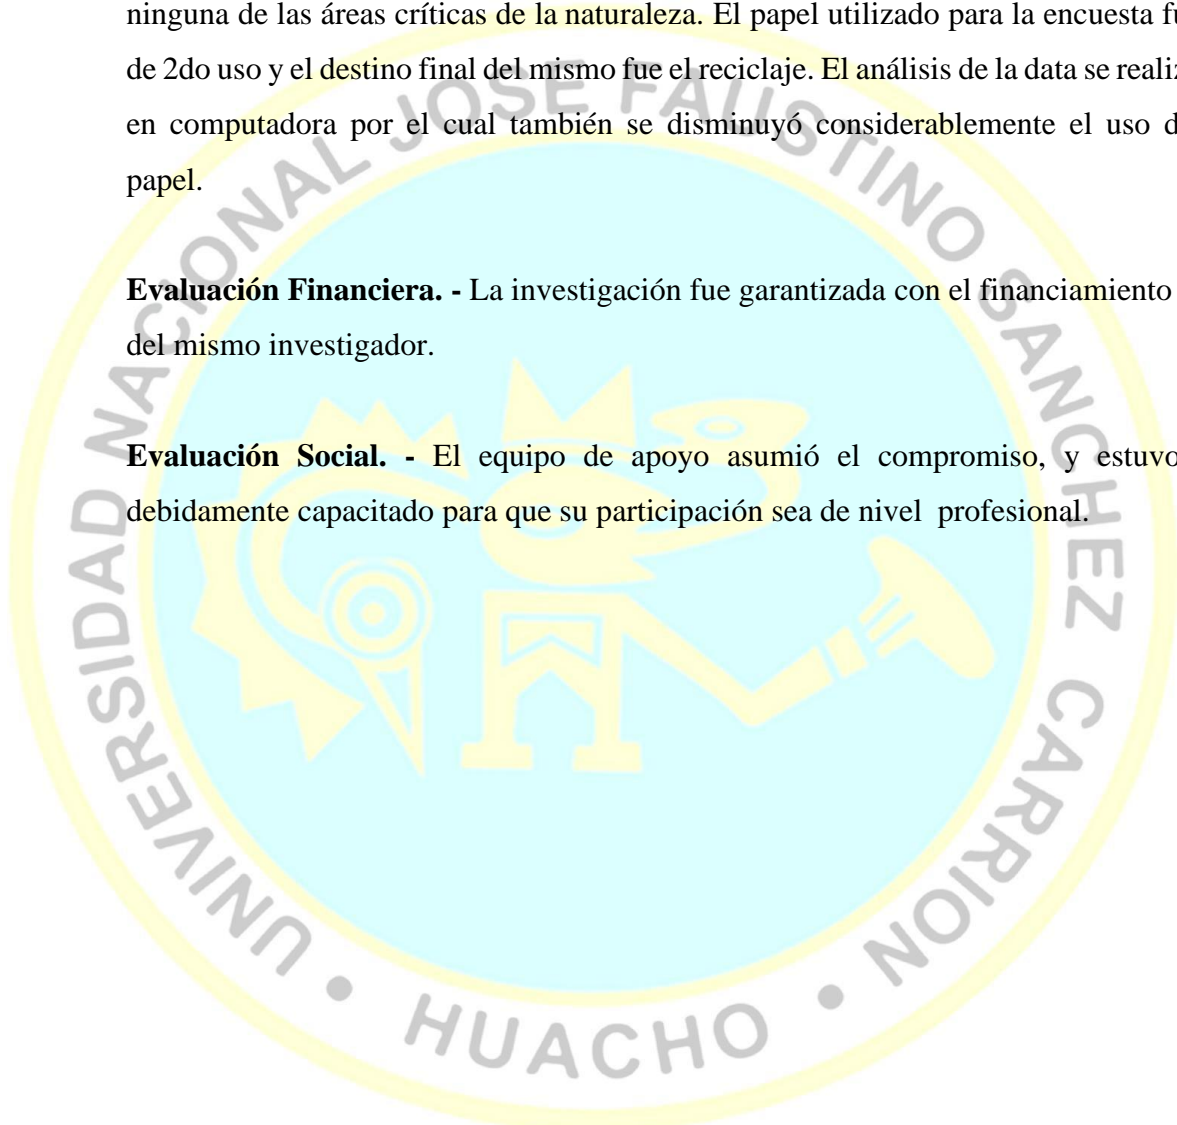 ninguna de las áreas críticas de la naturaleza. El papel utilizado para la encuesta
de 2do uso y el destino final del mismo fue el reciclaje. El análisis de la data se
en computadora por el cual también se disminuyó considerablemente el uso
papel.
Evaluación Financiera. - La investigación fue garantizada con el financiamiento
del mismo investigador.
Evaluación Social. - El equipo de apoyo asumió el compromiso, y estuvo
debidamente capacitado para que su participación sea de nivel profesional.
UNIVERSIDAD NACIONAL JOSE FAUSTINO SANCHEZ CARRION • HUACHO •